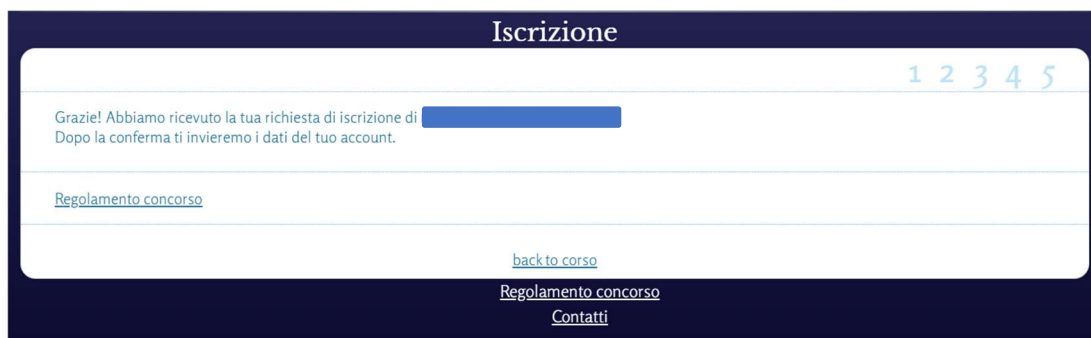 Iscrizione
1 2 3 4 5
Grazie! Abbiamo ricevuto la tua richiesta di iscrizione di
Dopo la conferma ti invieremo i dati del tuo account.
Regolamento concorso
back to corso
Regolamento concorso
Contatti